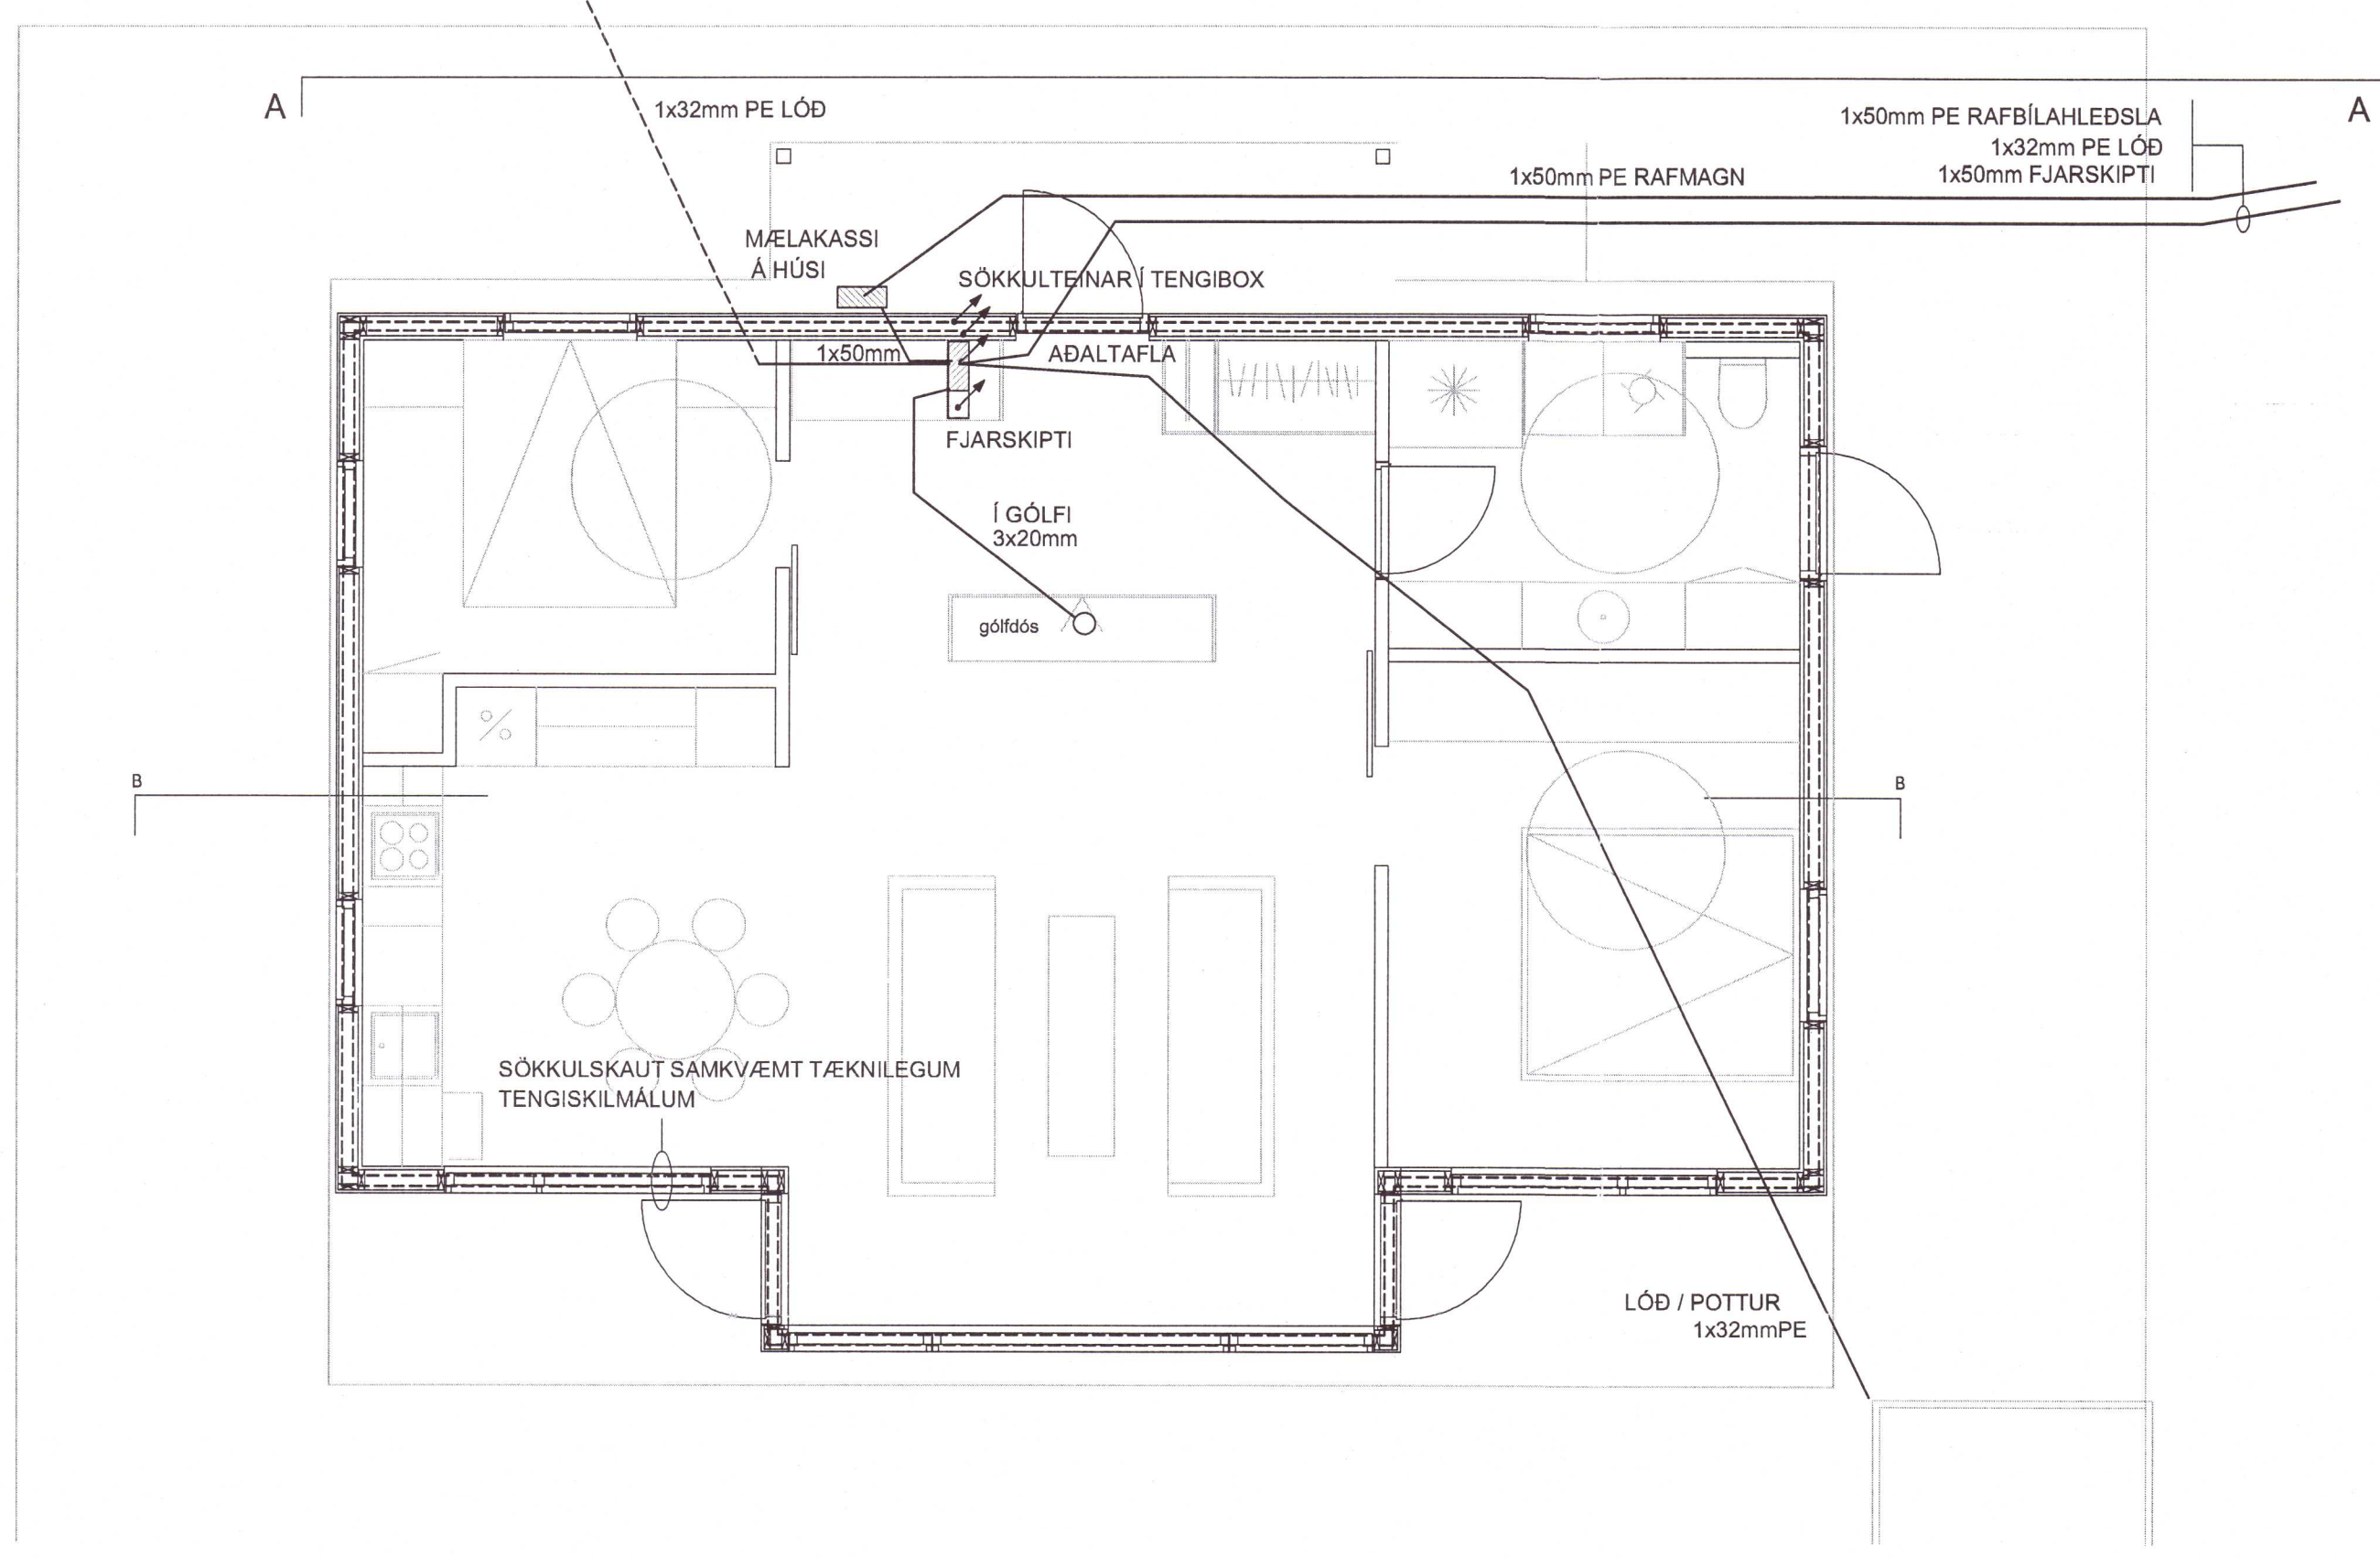 A
1x32mm PE LÓÐ
1x50mm PE RAFBÍLAHLEÐSLA
A
1x32mm PE LÓÐ
1x50mm PE RAFMAGN
1x50mm FJARSKIPTI
MÆLAKASSI
Á HÚSI
SÖKKULTEINAR Í TENGIBOX
1x50mm
AÐALTAFLA
FJARSKIPTI
Í GÓLFI
3x20mm
gólfdós
B
B
SÖKKULSKAUT SAMKVÆMT TÆKNILEGUM
TENGISKILMÁLUM
LÓÐ / POTTUR
1x32mmPE